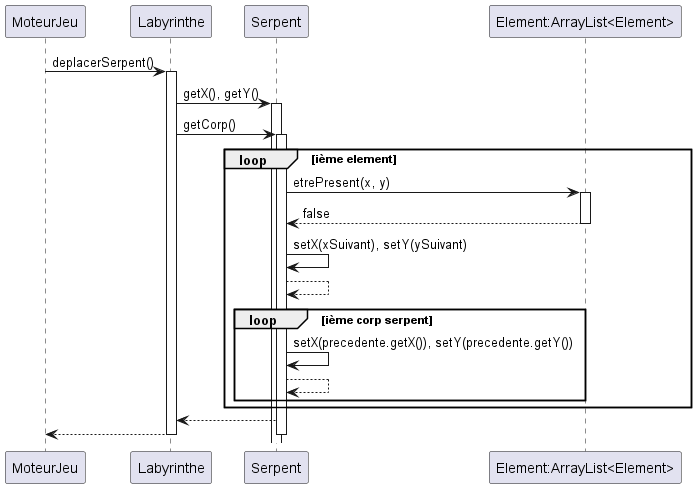 MoteurJeu Labyrinthe Serpent Element:ArrayList<Element>
deplacerSerpent()
getX(), getY()
getCorp()
loop [ième element]
etrePresent(x, y)
false
setX(xSuivant), setY(ySuivant)
loop [ième corp serpent]
setX(precedente.getX()), setY(precedente.getY())
MoteurJeu Labyrinthe Serpent Element:ArrayList<Element>